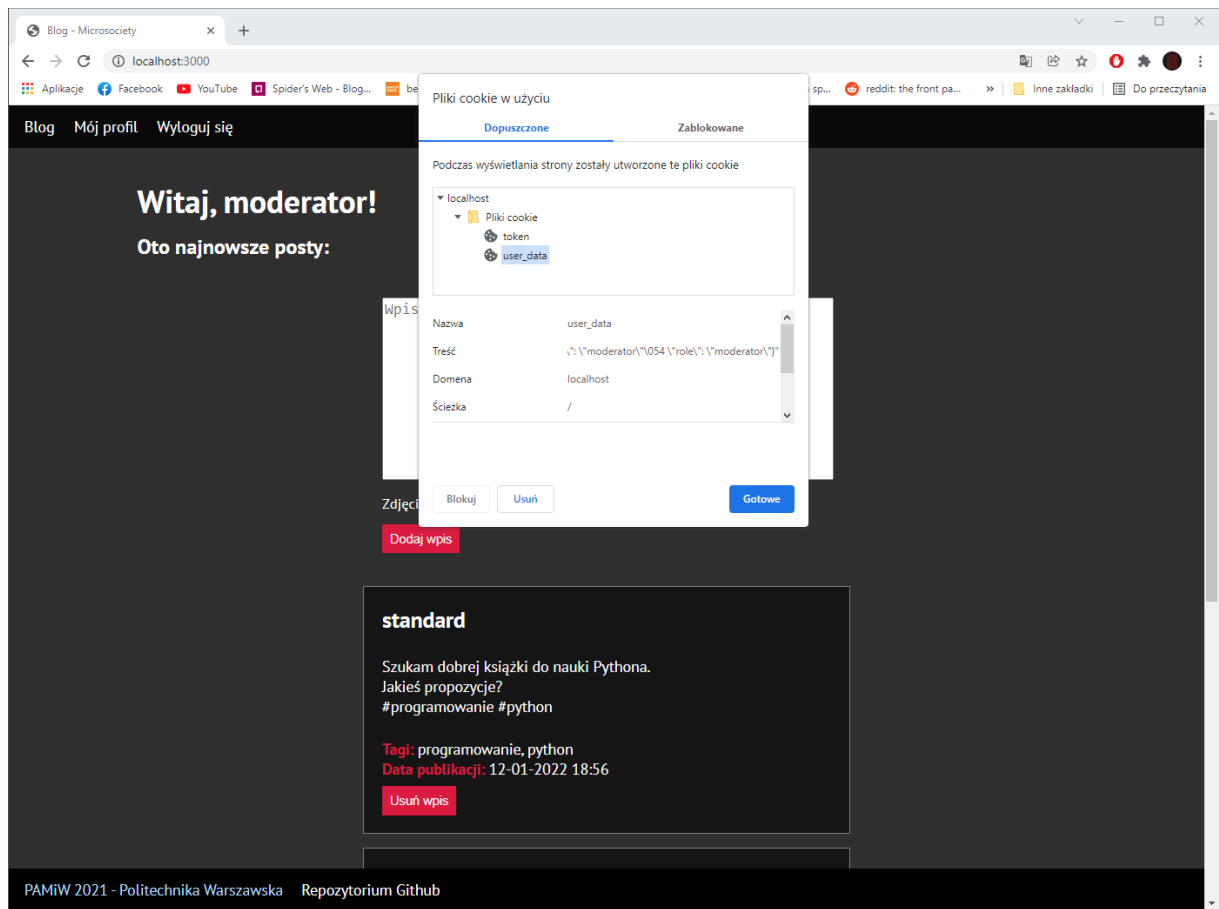 Blog - Microsociety
localhost:3000
Aplikacje Facebook YouTube Spider's Web - Blog... be sp... reddit: the front pa... » Inne zakładki Do przeczytania
Blog Mój profil Wyloguj się
Pliki cookie w użyciu
Dopuszczone Zablokowane
Podczas wyświetlania strony zostały utworzone te pliki cookie
localhost
Pliki cookie
token
user_data
Nazwa user_data
Treść \": \"moderator\"\054 \"role\": \"moderator\"}"
Domena localhost
Ścieżka /
Blokuj Usuń Gotowe
Witaj, moderator!
Oto najnowsze posty:
Wpis
Zdjęci
Dodaj wpis
standard
Szukam dobrej książki do nauki Pythona.
Jakieś propozycje?
#programowanie #python
Tagi: programowanie, python
Data publikacji: 12-01-2022 18:56
Usuń wpis
PAMiW 2021 - Politechnika Warszawska Repozytorium Github